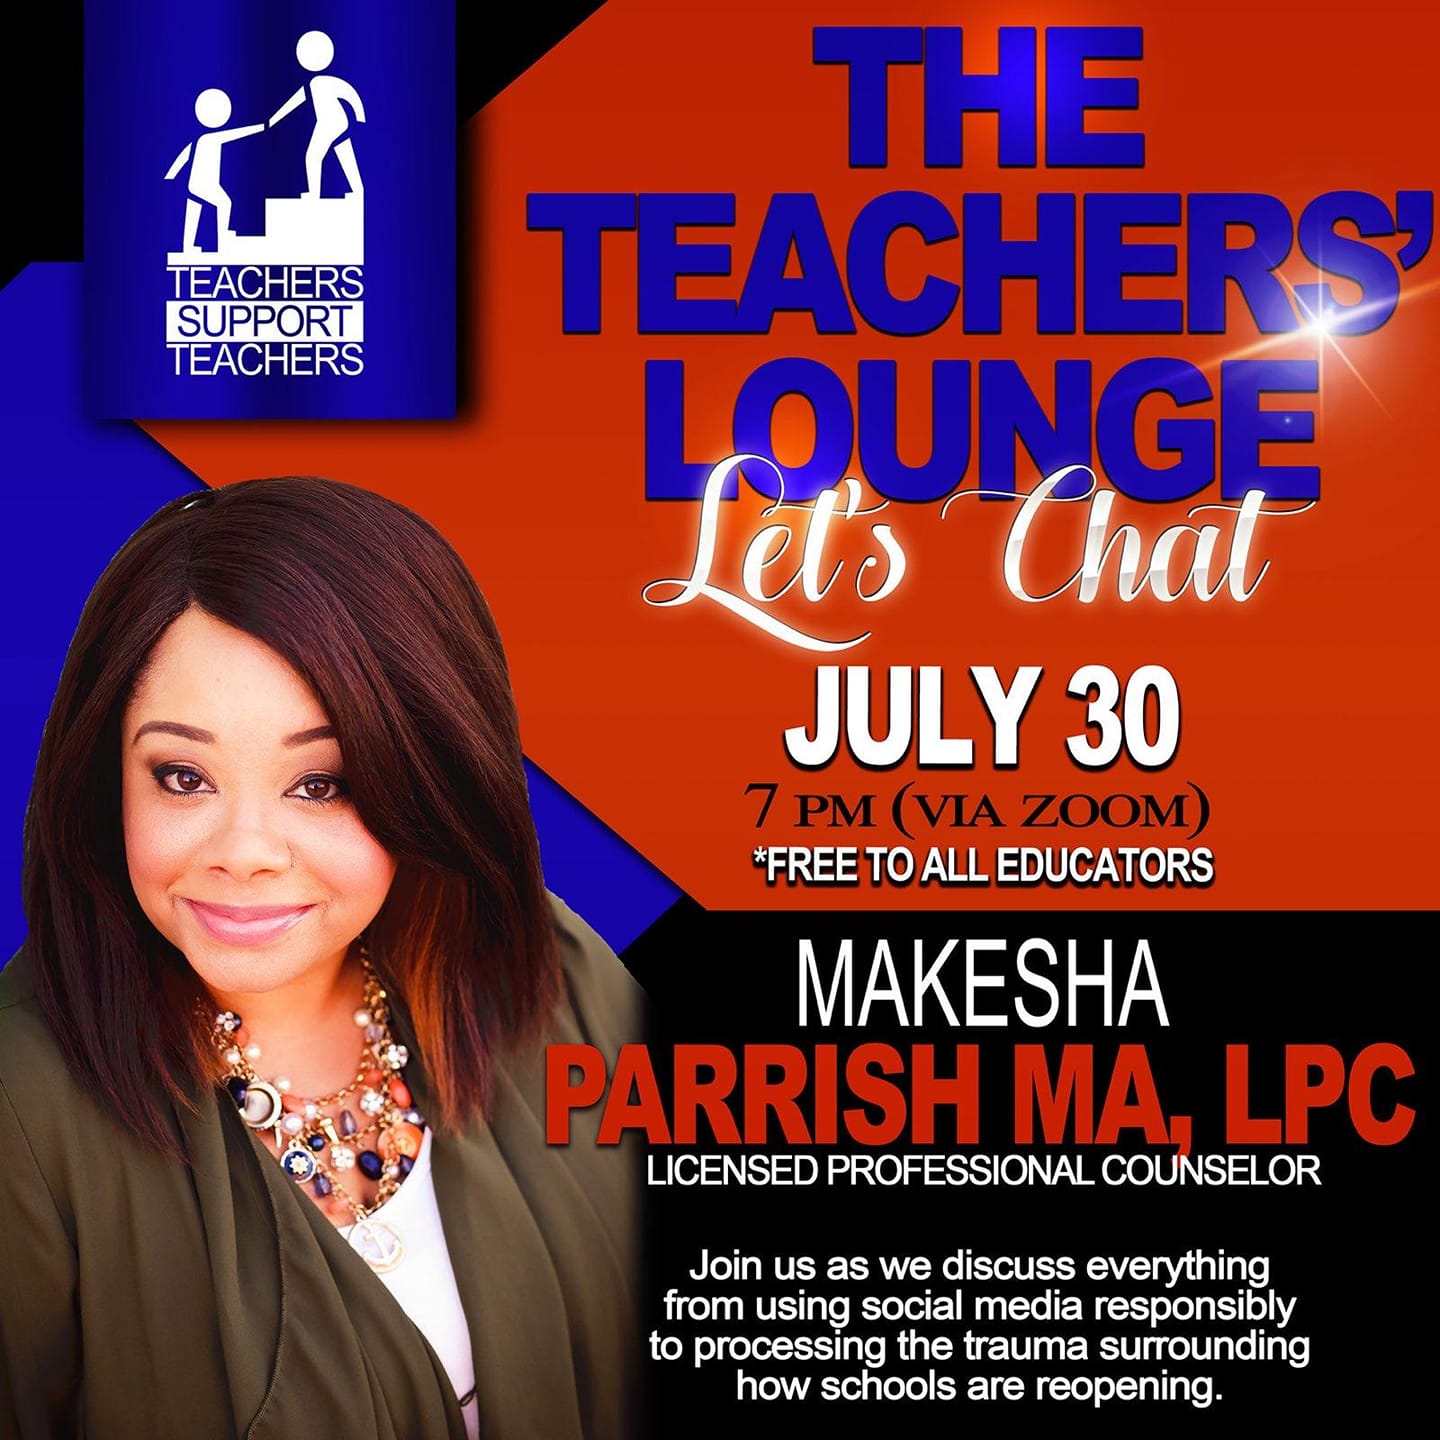 TEACHERS
SUPPORT
TEACHERS
THE
TEACHERS'
LOUNGE
Let's Chat
JULY 30
7 PM (VIA ZOOM)
*FREE TO ALL EDUCATORS
MAKESHA
PARRISH MA, LPC
LICENSED PROFESSIONAL COUNSELOR
Join us as we discuss everything
from using social media responsibly
to processing the trauma surrounding
how schools are reopening.